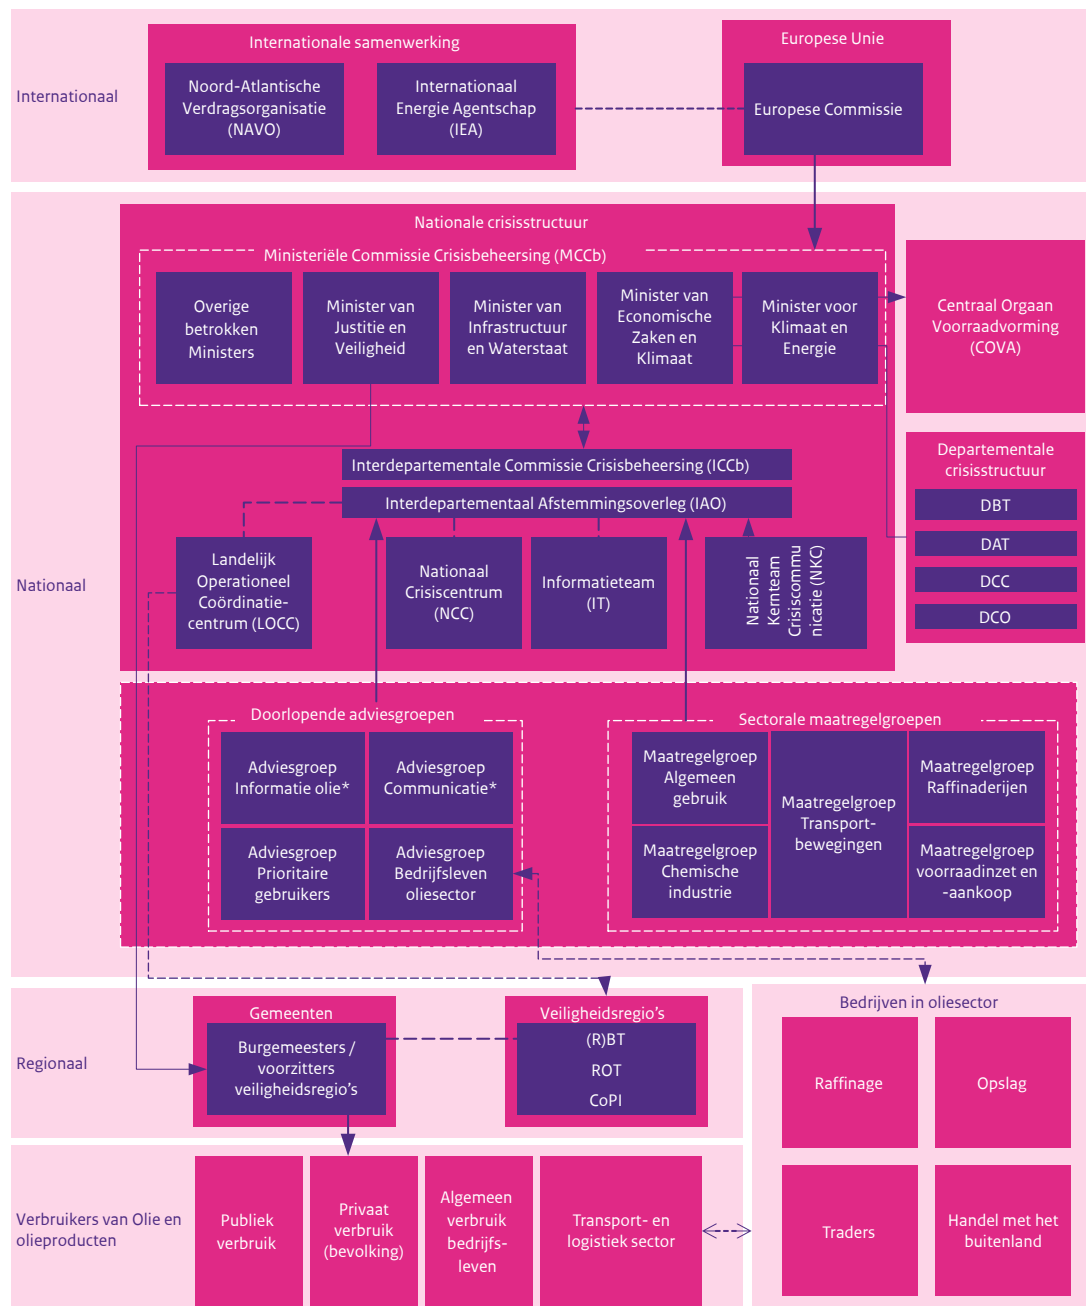 Internationaal
Internationale samenwerking
Noord-Atlantische
Verdragsorganisatie
(NAVO)
Internationaal
Energie Agentschap
(IEA)
Europese Unie
Europese Commissie
Nationaal
Nationale crisisstructuur
Ministeriële Commissie Crisibeheersing (MCCb)
Overige
betrokken
Ministers
Minister van
Justitie en
Veiligheid
Minister van
Infrastructuur
en Waterstaat
Minister van
Economische
Zaken en
Klimaat
Minister voor
Klimaat en
Energie
Centraal Orgaan
Voorraadvorming
(COVA)
Interdepartementale Commissie Crisibeheersing (ICCb)
Interdepartementaal Afstemmingsoverleg (IAO)
Landelijk
Operationeel
Coördinatie-
centrum (LOCC)
Nationaal
Crisiscentrum
(NCC)
Informatieteam
(IT)
Nationaal
Kernteam
Crisiscommu
nicatie (NKC)
Departementale
crisisstructuur
DBT
DAT
DCC
DCO
Doorlopende adviesgroepen
Adviesgroep
Informatie olie*
Adviesgroep
Communicatie*
Adviesgroep
Prioritaire
gebruikers
Adviesgroep
Bedrijfsleven
oliesector
Sectorale maatregelgroepen
Maatregelgroep
Algemeen
gebruik
Maatregelgroep
Chemische
industrie
Maatregelgroep
Transport-
bewegingen
Maatregelgroep
Raffinaderijen
Maatregelgroep
voorraadinzet en
-aankoop
Regionaal
Gemeenten
Burgemeesters /
voorzitters
veiligheidsregio's
Veiligheidsregio's
(R)BT
ROT
CoPI
Bedrijven in oliesector
Raffinage
Opslag
Traders
Handel met het
buitenland
Verbruikers van Olie en
olieproducten
Publiek
verbruik
Privaat
verbruik
(bevolking)
Algemeen
verbruik
bedrijfs-
leven
Transport- en
logistiek sector